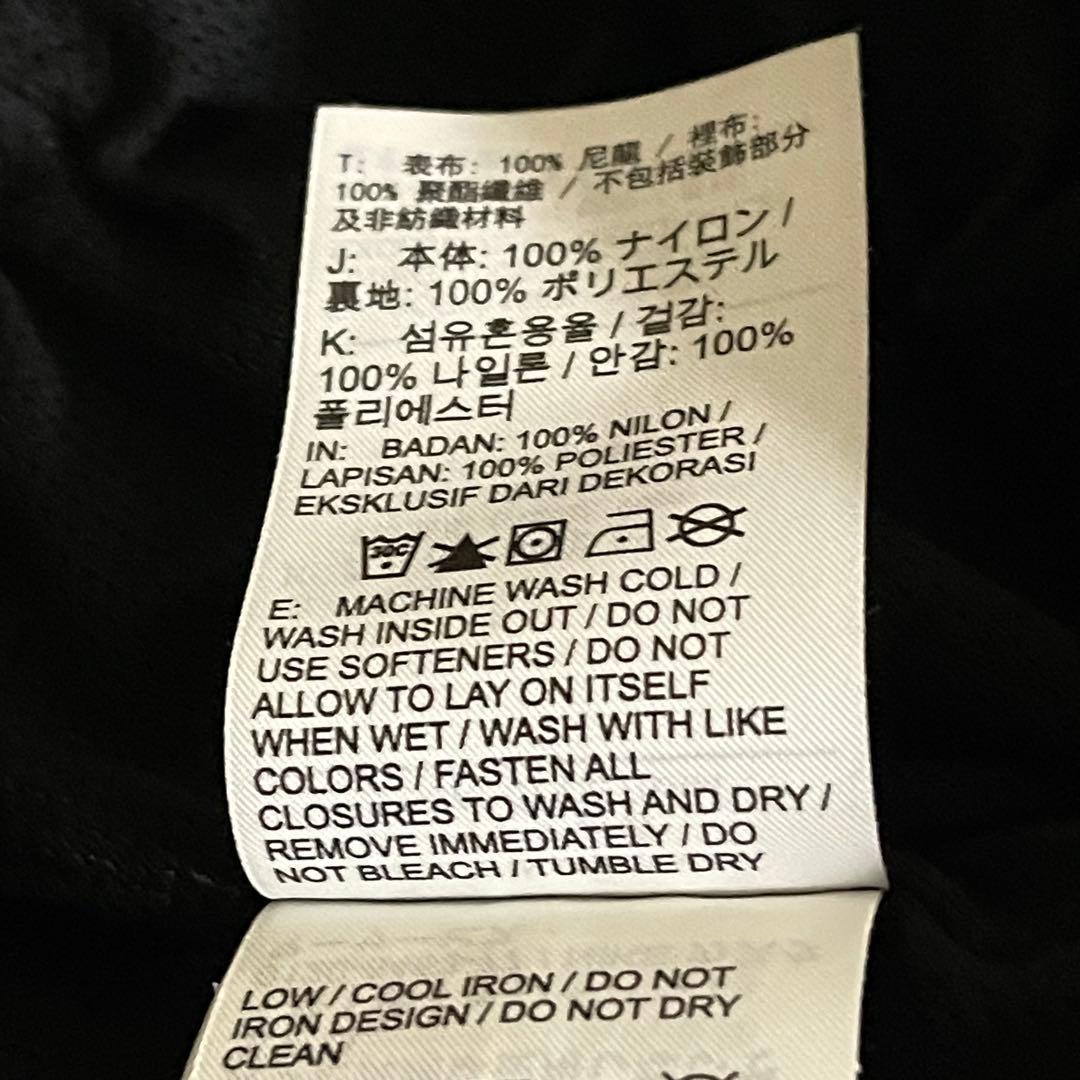 T: 表布: 100% 尼龍 / 裡布:
100% 聚酯纖維 / 不包括裝飾部分
及非紡織材料
J: 本体: 100% ナイロン /
裏地: 100% ポリエステル
K: 섬유혼용율 / 겉감:
100% 나일론 / 안감: 100%
폴리에스터
IN: BADAN: 100% NILON /
LAPISAN: 100% POLIESTER /
EKSKLUSIF DARI DEKORASI
30C
E: MACHINE WASH COLD /
WASH INSIDE OUT / DO NOT
USE SOFTENERS / DO NOT
ALLOW TO LAY ON ITSELF
WHEN WET / WASH WITH LIKE
COLORS / FASTEN ALL
CLOSURES TO WASH AND DRY /
REMOVE IMMEDIATELY / DO
NOT BLEACH / TUMBLE DRY
LOW / COOL IRON / DO NOT
IRON DESIGN / DO NOT DRY
CLEAN